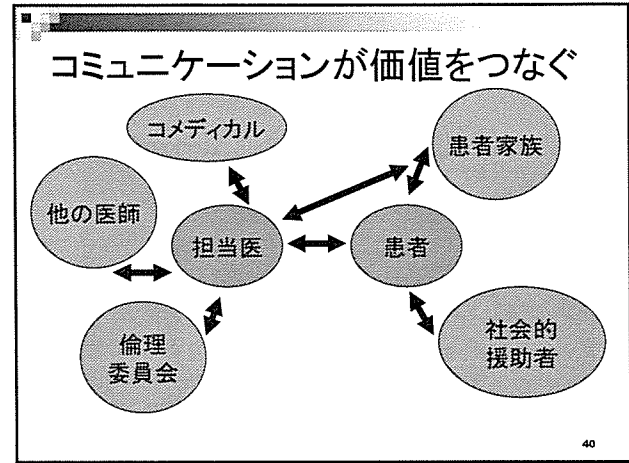 コミュニケーションが価値をつなぐ
コメディカル
患者家族
他の医師
担当医
患者
倫理
委員会
社会的
援助者
40